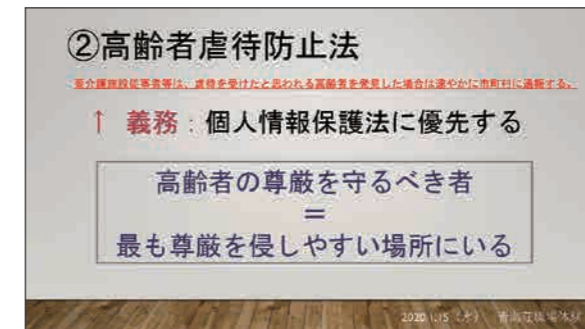 ②高齢者虐待防止法
要介護施設従事者等は、虐待を受けたと思われる高齢者を発見した場合は速やかに市町村に通報する。
↑ 義務：個人情報保護法に優先する
高齢者の尊厳を守るべき者
＝
最も尊厳を侵しやすい場所にいる
2020.1.15（水）